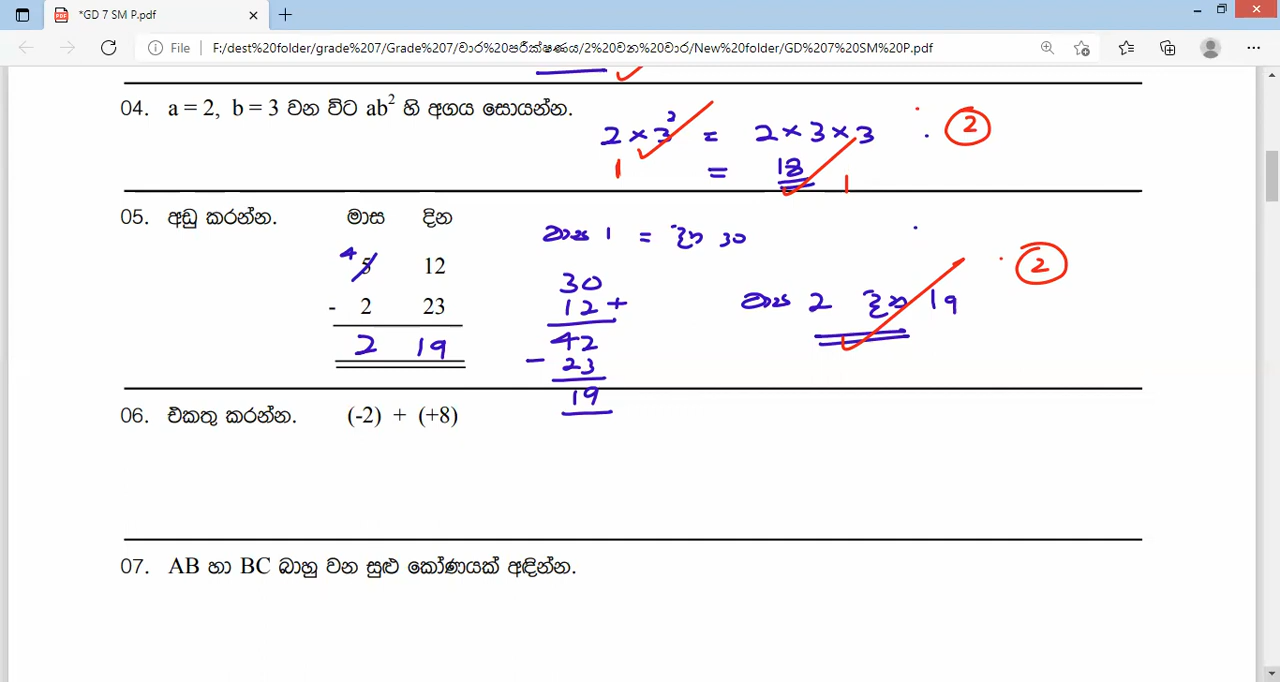 *GD 7 SM P.pdf
File F:/dest%20folder/grade%207/Grade%207/වාර%20පරීක්ෂණය/2%20වන%20වාර/New%20folder/GD%207%20SM%20P.pdf
04. a = 2, b = 3 වන විට ab² හි අගය සොයන්න.
2 × 3² = 2 × 3 × 3 2
1 = 18 1
05. අඩු කරන්න. මාස දින
මාස 1 = දින 30
4 5 12
- 2 23
2 19
30
12 +
42
- 23
19
මාස 2 දින 19 2
06. එකතු කරන්න. (-2) + (+8)
07. AB හා BC බාහු වන සුළු කෝණයක් අඳින්න.